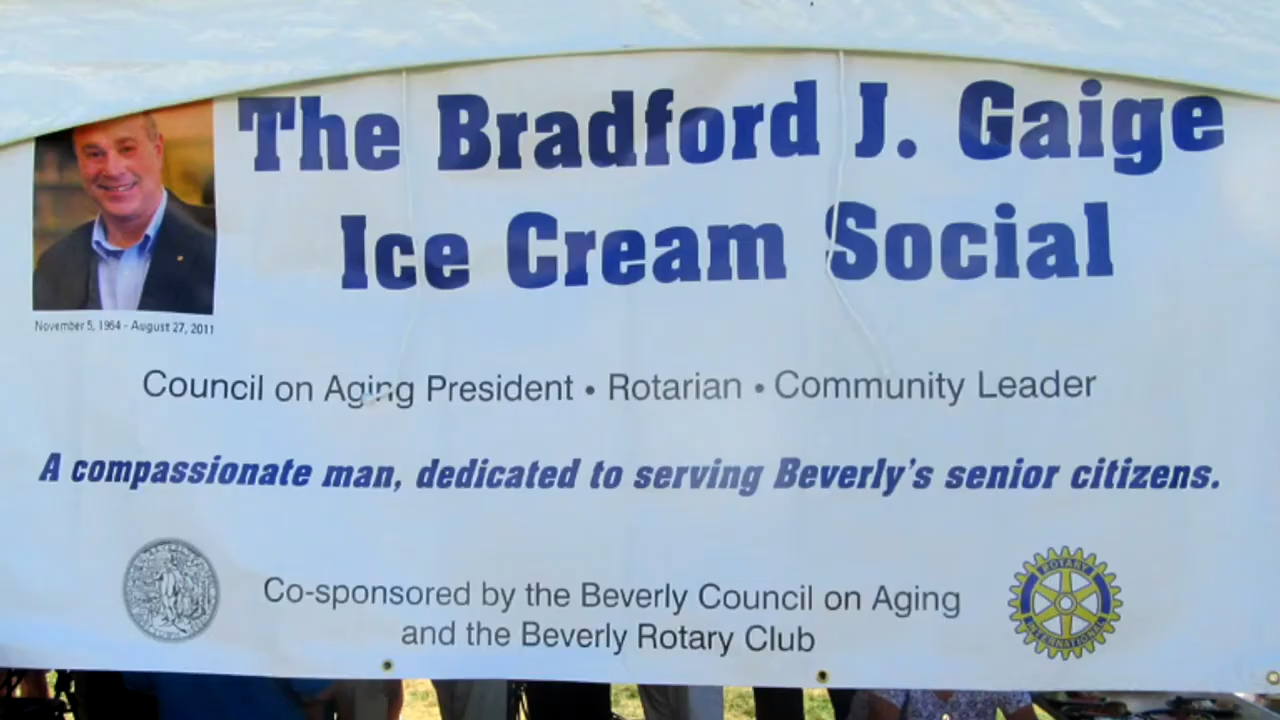 The Bradford J. Gaige
Ice Cream Social
November 5, 1964 - August 27, 2011
Council on Aging President • Rotarian • Community Leader
A compassionate man, dedicated to serving Beverly's senior citizens.
Co-sponsored by the Beverly Council on Aging
and the Beverly Rotary Club
ROTARY
INTERNATIONAL